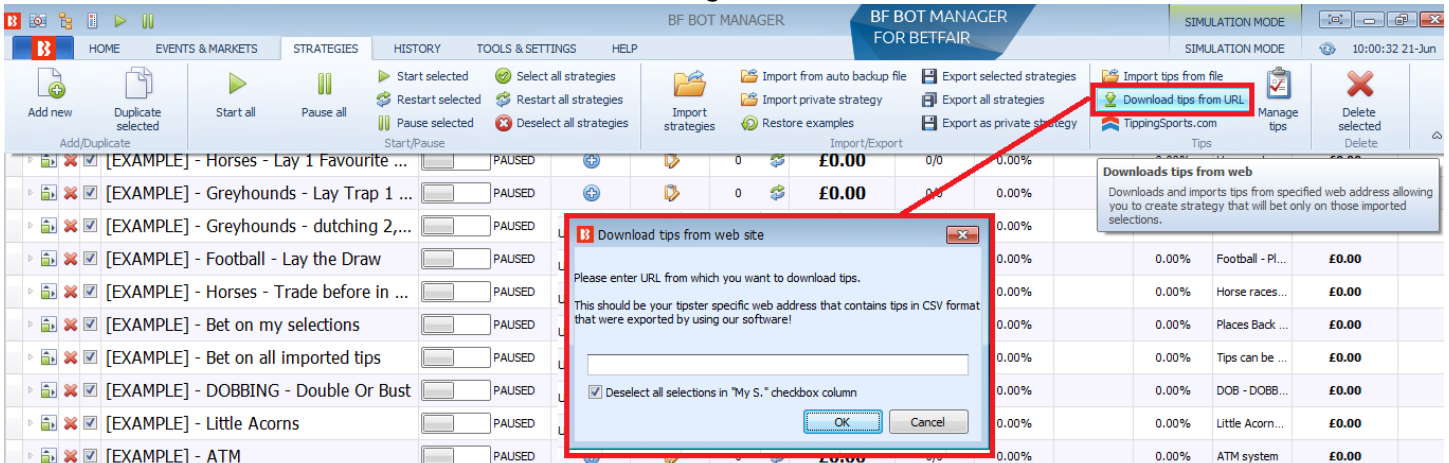 BF BOT MANAGER
BF BOT MANAGER
FOR BETFAIR
SIMULATION MODE
HOME EVENTS & MARKETS STRATEGIES HISTORY TOOLS & SETTINGS HELP
SIMULATION MODE 10:00:32 21-Jun
Add new
Duplicate
selected
Add/Duplicate
Start all
Pause all
Start selected
Restart selected
Pause selected
Select all strategies
Restart all strategies
Deselect all strategies
Start/Pause
Import
strategies
Import from auto backup file
Import private strategy
Restore examples
Export selected strategies
Export all strategies
Export as private strategy
Import/Export
Import tips from file
Download tips from URL
TippingSports.com
Manage
tips
Tips
Delete
selected
Delete
Downloads tips from web
Downloads and imports tips from specified web address allowing
you to create strategy that will bet only on those imported
selections.
[EXAMPLE] - Horses - Lay 1 Favourite ... PAUSED 0 £0.00 0/0 0.00%
[EXAMPLE] - Greyhounds - Lay Trap 1 ... PAUSED 0 £0.00 0/0 0.00%
[EXAMPLE] - Greyhounds - dutching 2,... PAUSED 0.00%
[EXAMPLE] - Football - Lay the Draw PAUSED 0.00% 0.00% Football - Pl... £0.00
[EXAMPLE] - Horses - Trade before in ... PAUSED 0.00% 0.00% Horse races... £0.00
[EXAMPLE] - Bet on my selections PAUSED 0.00% 0.00% Places Back ... £0.00
[EXAMPLE] - Bet on all imported tips PAUSED 0.00% 0.00% Tips can be ... £0.00
[EXAMPLE] - DOBBING - Double Or Bust PAUSED 0.00% 0.00% DOB - DOBB... £0.00
[EXAMPLE] - Little Acorns PAUSED 0.00% 0.00% Little Acorn... £0.00
[EXAMPLE] - ATM PAUSED 0 £0.00 0/0 0.00% 0.00% ATM system £0.00
Download tips from web site
Please enter URL from which you want to download tips.
This should be your tipster specific web address that contains tips in CSV format
that were exported by using our software!
Deselect all selections in "My S." checkbox column
OK Cancel